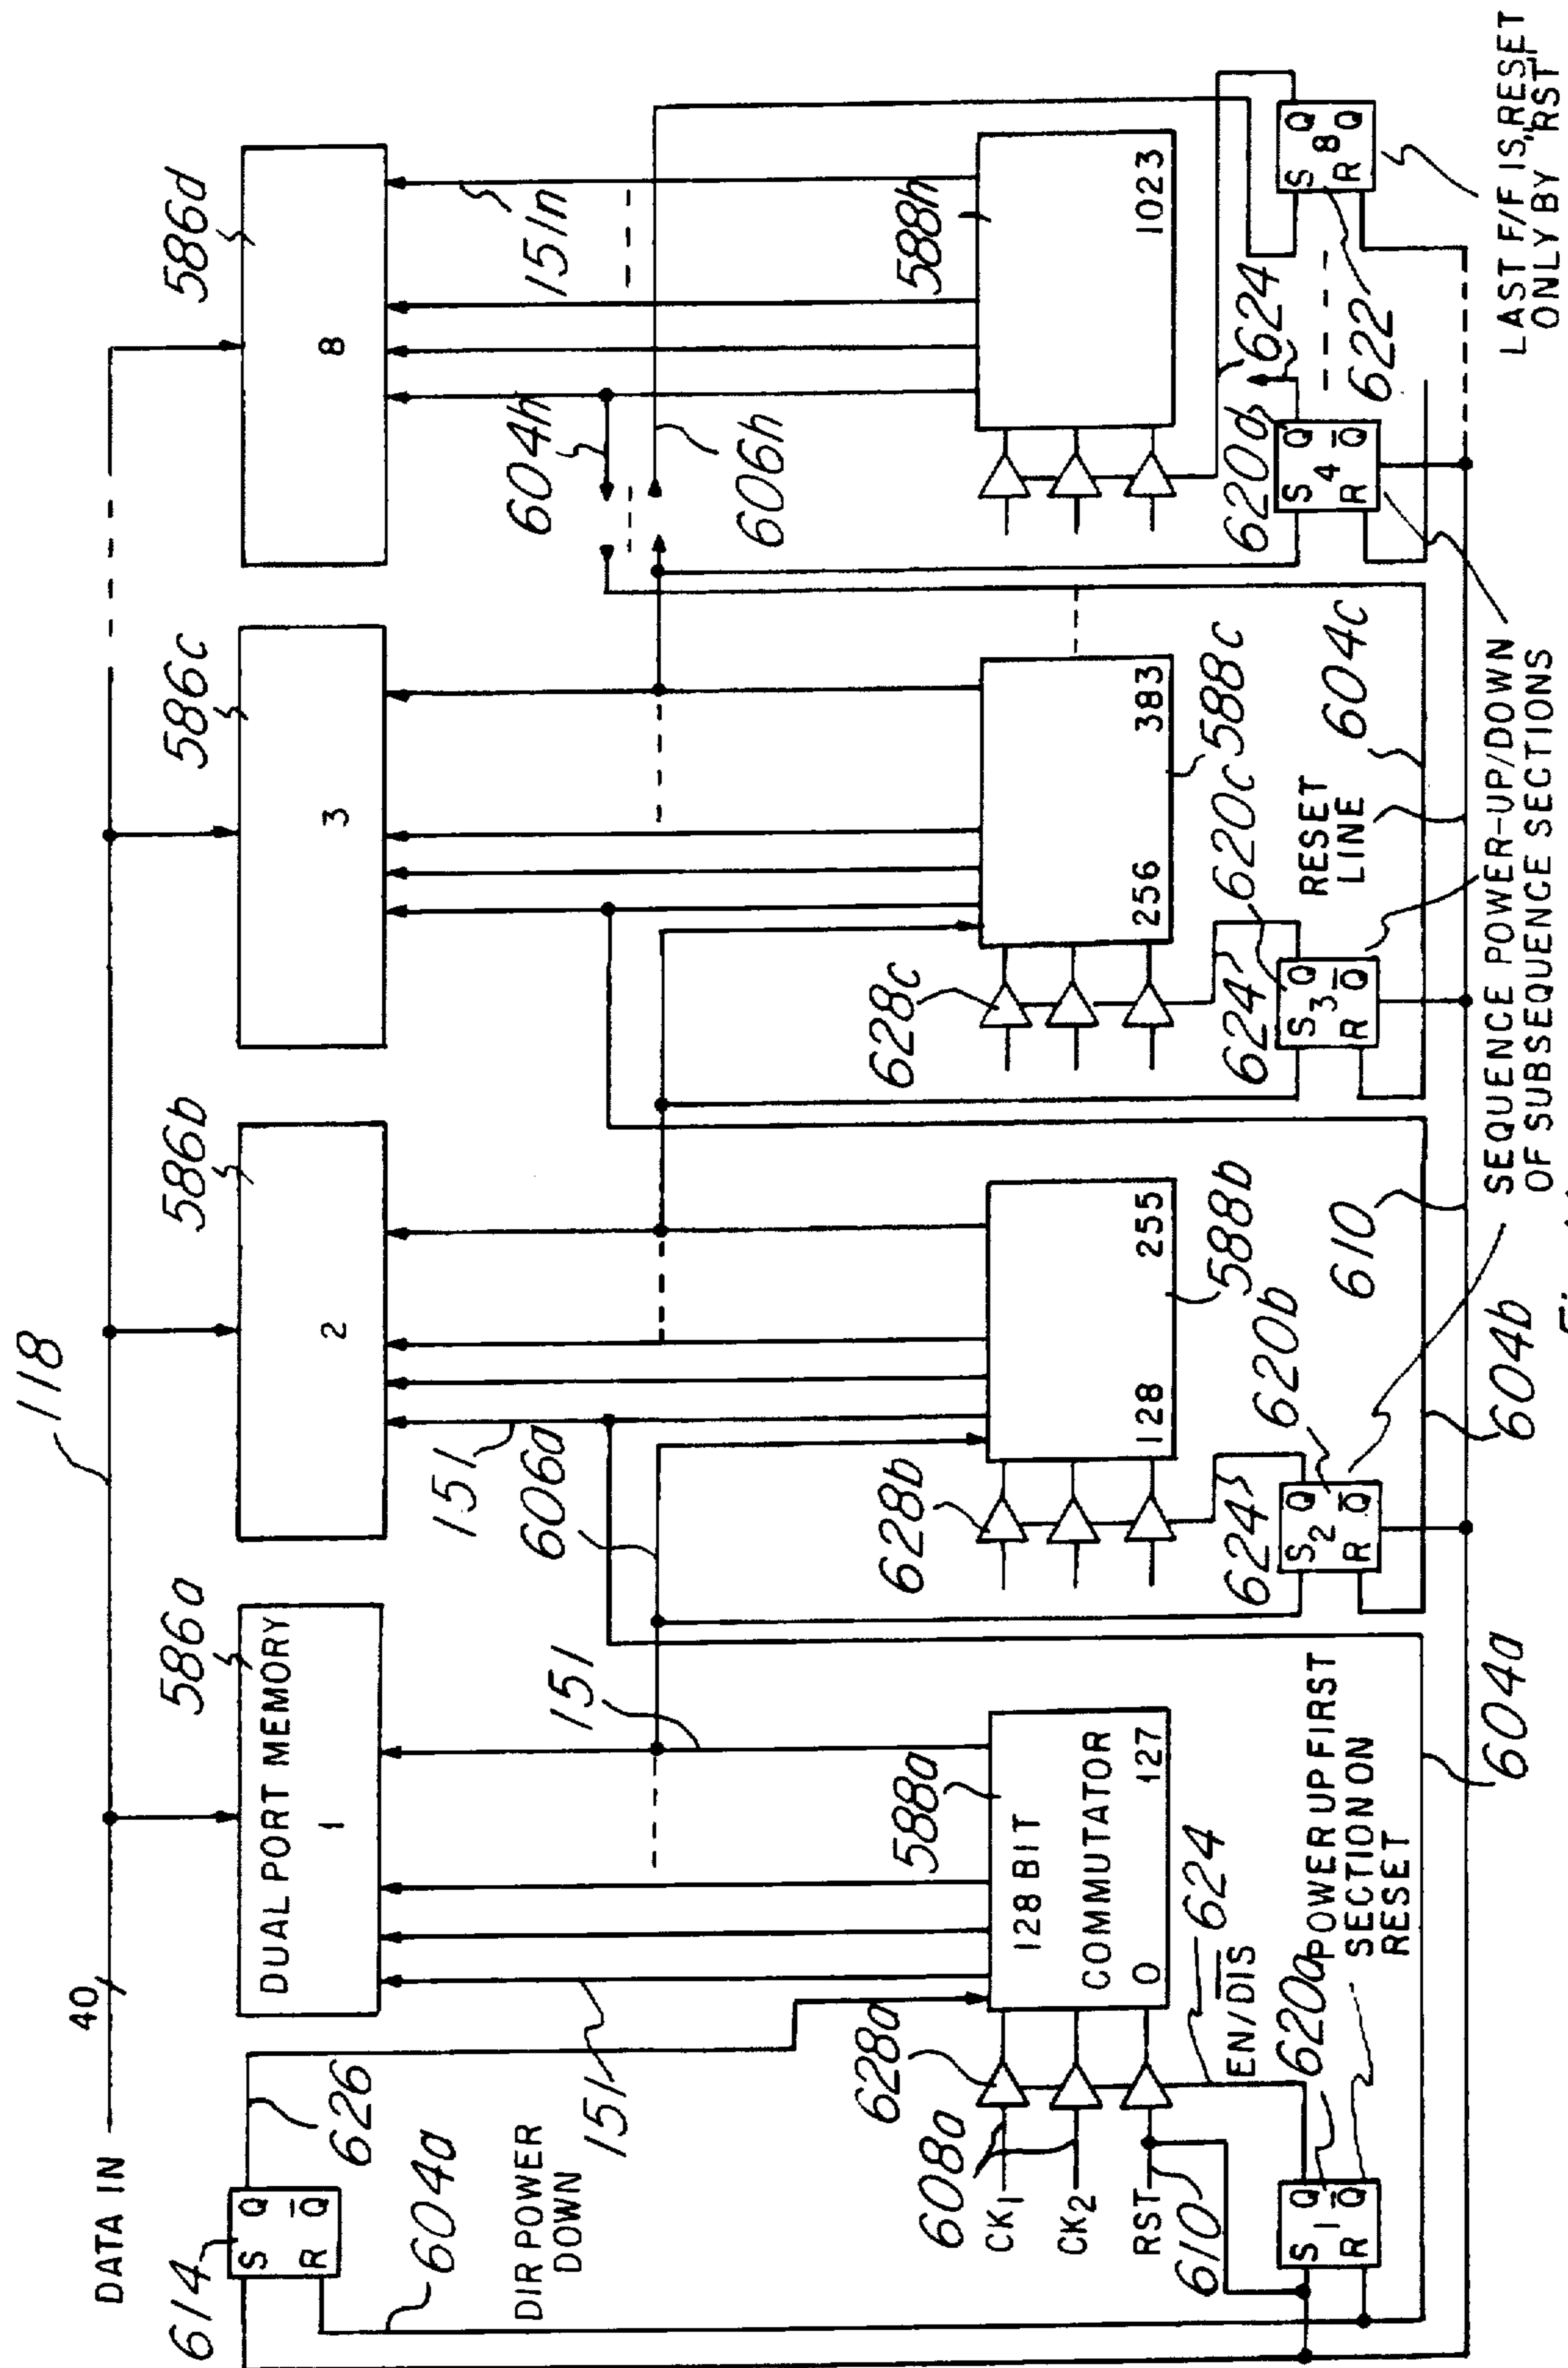 DATA IN
40
118
614
S Q
R Q̅
626
604a
DIR POWER
DOWN
586a
DUAL PORT MEMORY
1
586b
2
586c
3
586d
8
151
151
151
606a
604h
606h
151n
588a
128 BIT
COMMUTATOR
0 127
628a
608a
CK1
CK2
RST
610
624
EN/D̅I̅S̅
620a
S Q
1
R Q̅
POWER UP FIRST
SECTION ON
RESET
628b
128 255
588b
624
620b
S Q
2
R Q̅
628c
256 383
588c
624
620c
S Q
3
R Q̅
RESET
LINE
604c
588h
1023
624
620d
S Q
4
R Q̅
622
S Q
8
R Q
604a
604b
610
SEQUENCE POWER-UP/DOWN
OF SUBSEQUENCE SECTIONS
LAST F/F IS RESET
ONLY BY "RST"